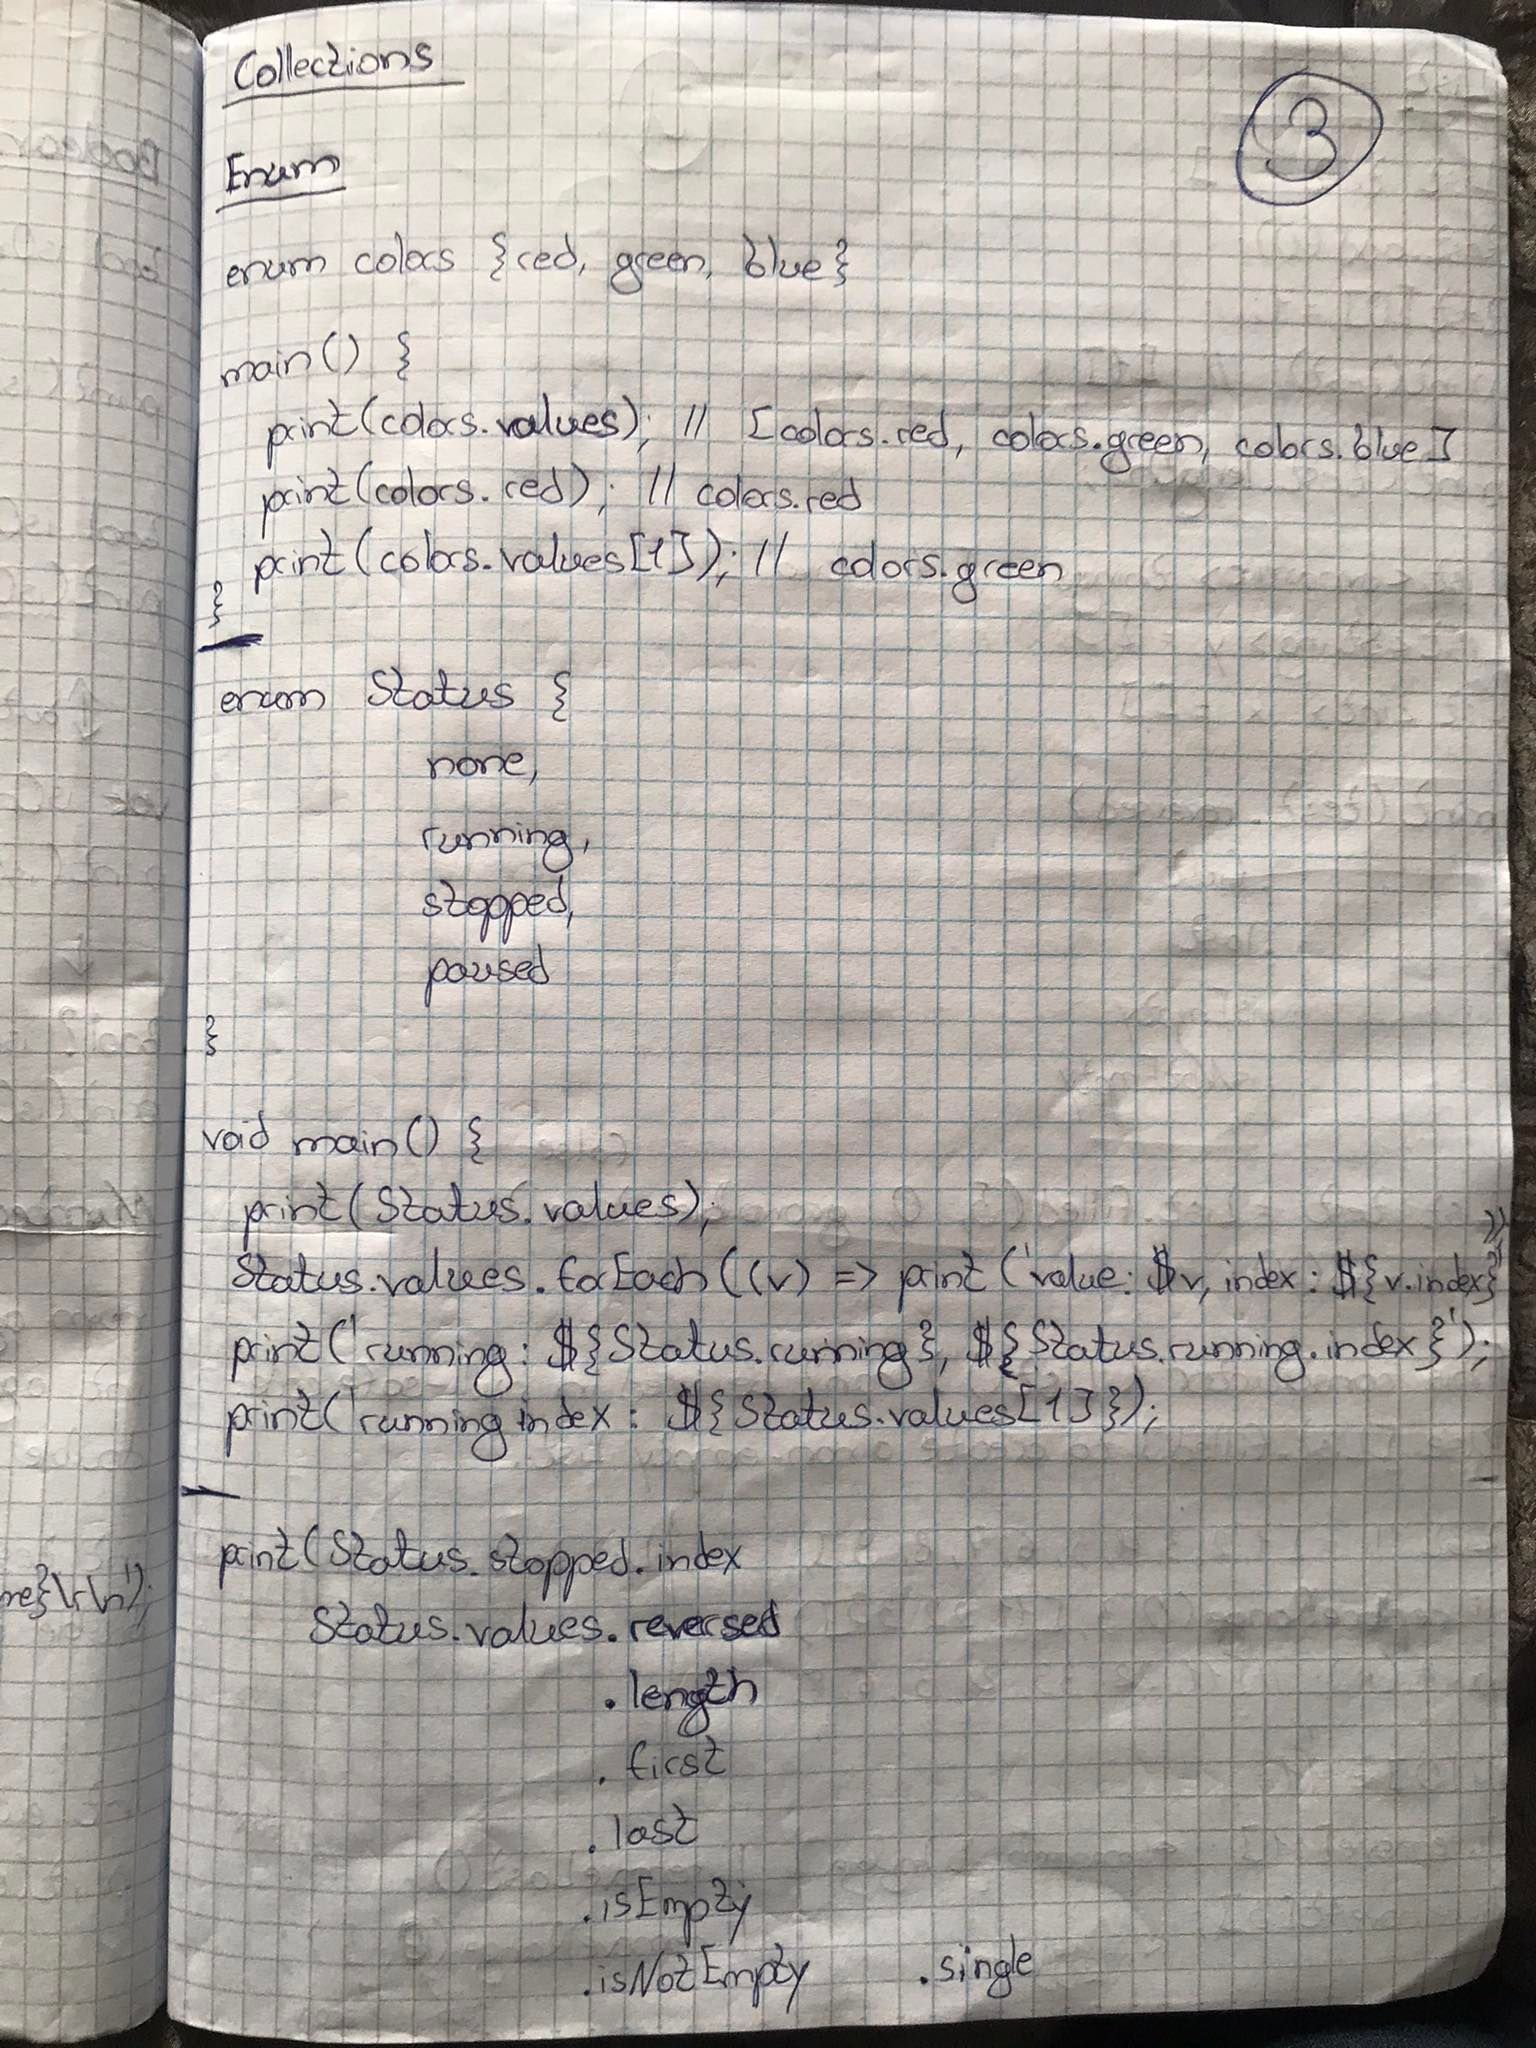 Collections
3
Enum
enum colors {red, green, blue}
main() {
print(colors.values); // [colors.red, colors.green, colors.blue]
print(colors.red); // colors.red
print(colors.values[1]); // colors.green
}
enum Status {
none,
running,
stopped,
paused
}
void main() {
print(Status.values);
Status.values.forEach((v) => print('value: $v, index: ${v.index}'));
print('running: ${Status.running}, ${Status.running.index}');
print('running index: ${Status.values[1]});
print(Status.stopped.index
Status.values.reversed
.length
.first
.last
.isEmpty
.isNotEmpty .single
me}\r\n');